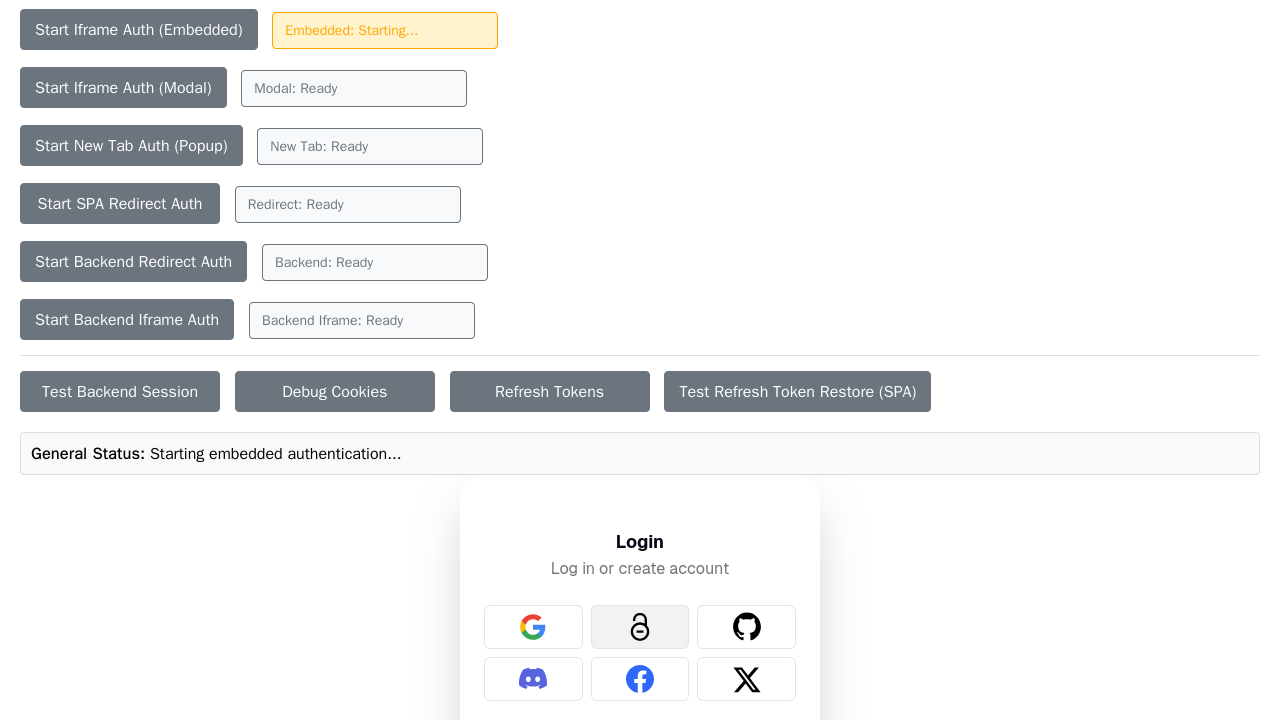 Start Iframe Auth (Embedded)
Embedded: Starting...
Start Iframe Auth (Modal)
Modal: Ready
Start New Tab Auth (Popup)
New Tab: Ready
Start SPA Redirect Auth
Redirect: Ready
Start Backend Redirect Auth
Backend: Ready
Start Backend Iframe Auth
Backend Iframe: Ready
Test Backend Session
Debug Cookies
Refresh Tokens
Test Refresh Token Restore (SPA)
General Status: Starting embedded authentication...
Login
Log in or create account